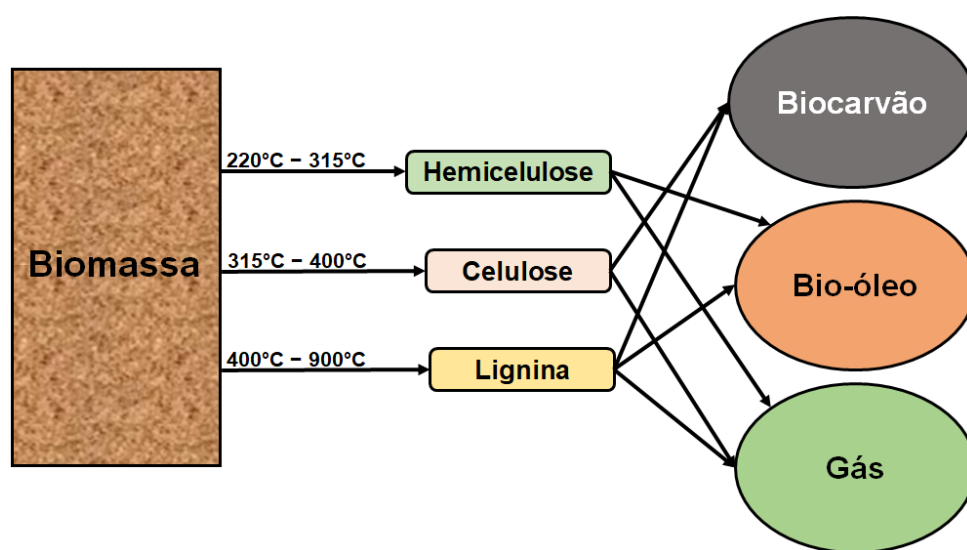 Biomassa
220°C − 315°C
Hemicelulose
315°C − 400°C
Celulose
400°C − 900°C
Lignina
Biocarvão
Bio-óleo
Gás